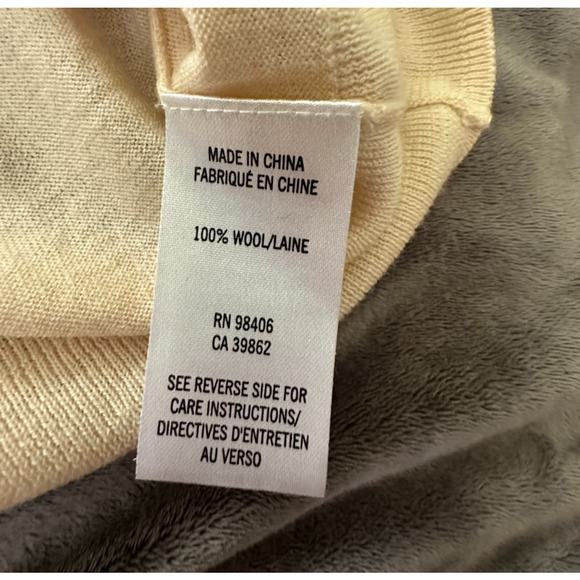 MADE IN CHINA
FABRIQUÉ EN CHINE
100% WOOL/LAINE
RN 98406
CA 39862
SEE REVERSE SIDE FOR
CARE INSTRUCTIONS/
DIRECTIVES D'ENTRETIEN
AU VERSO